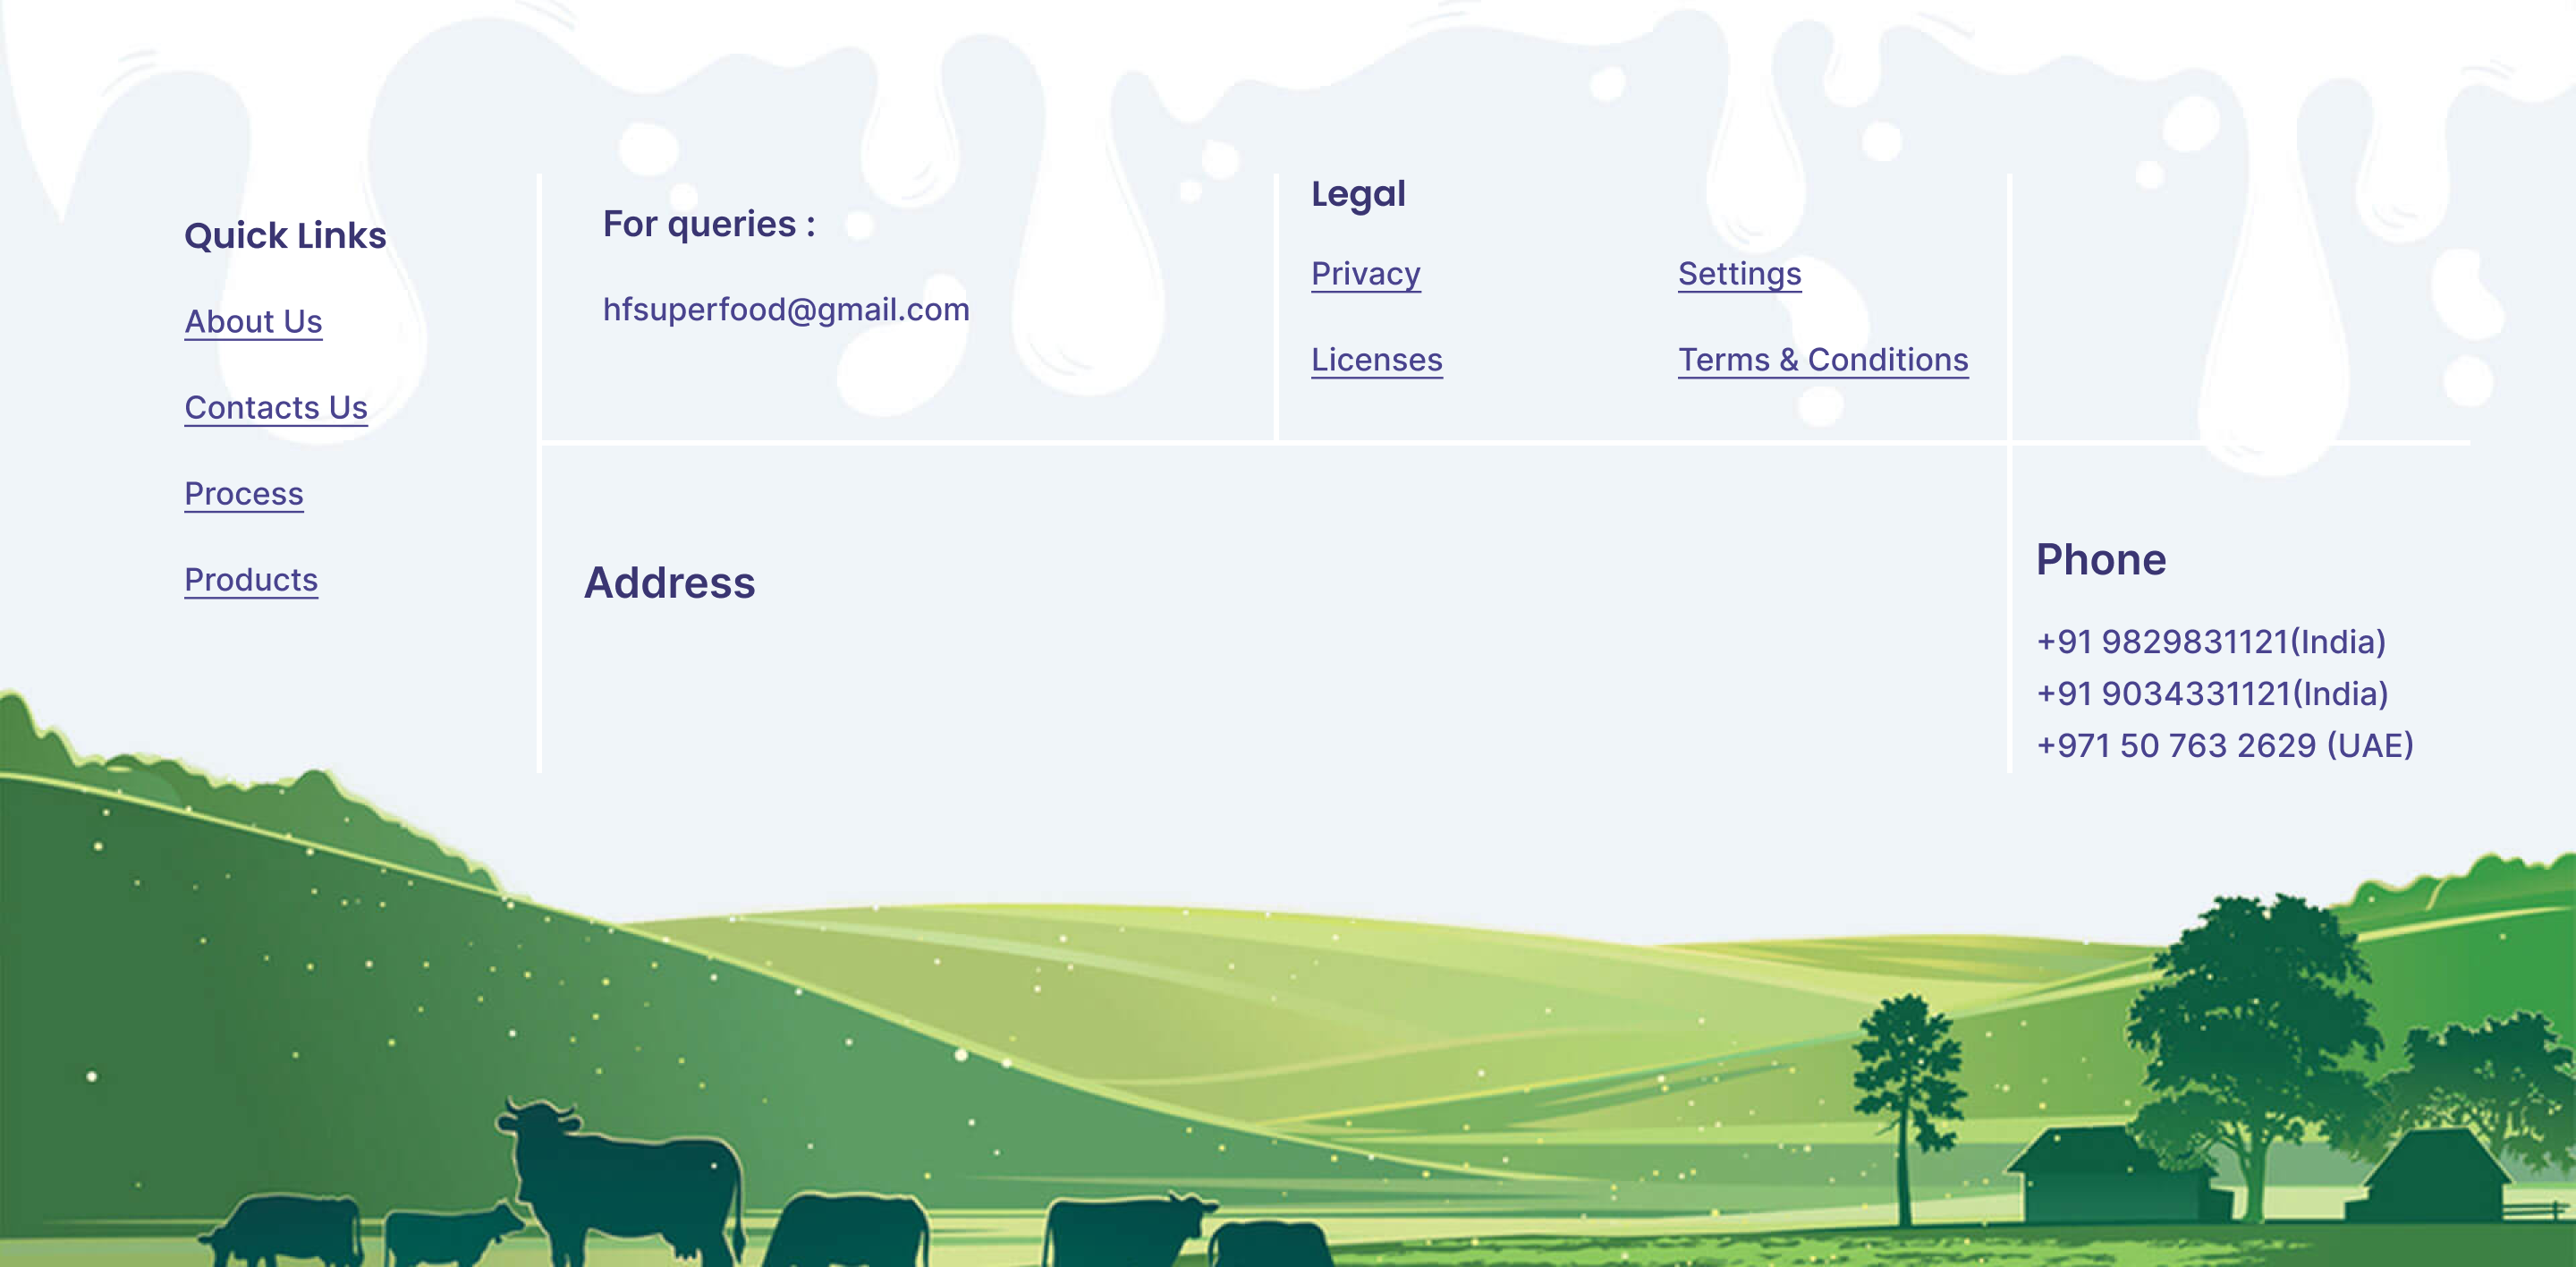 Quick Links
About Us
Contacts Us
Process
Products
For queries :
hfsuperfood@gmail.com
Legal
Privacy
Settings
Licenses
Terms & Conditions
Address
Phone
+91 9829831121(India)
+91 9034331121(India)
+971 50 763 2629 (UAE)